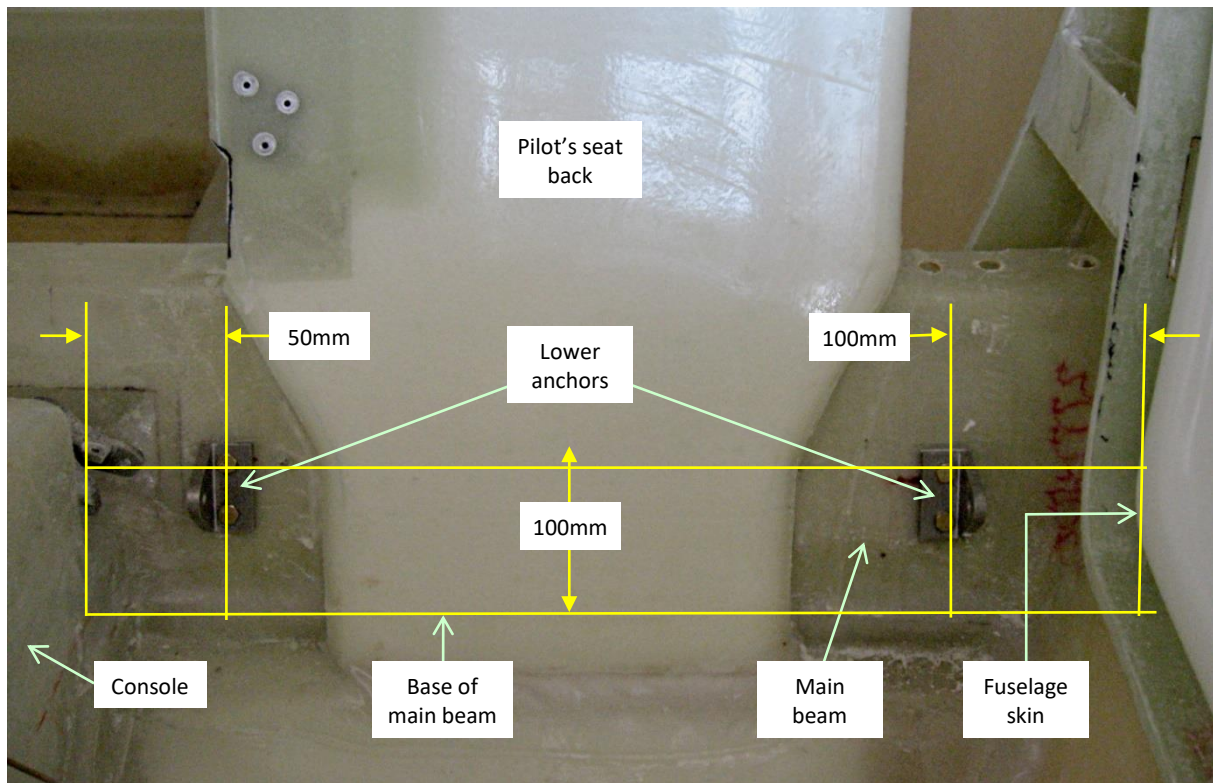 Pilot's seat
back
50mm
Lower
anchors
100mm
100mm
Console
Base of
main beam
Main
beam
Fuselage
skin